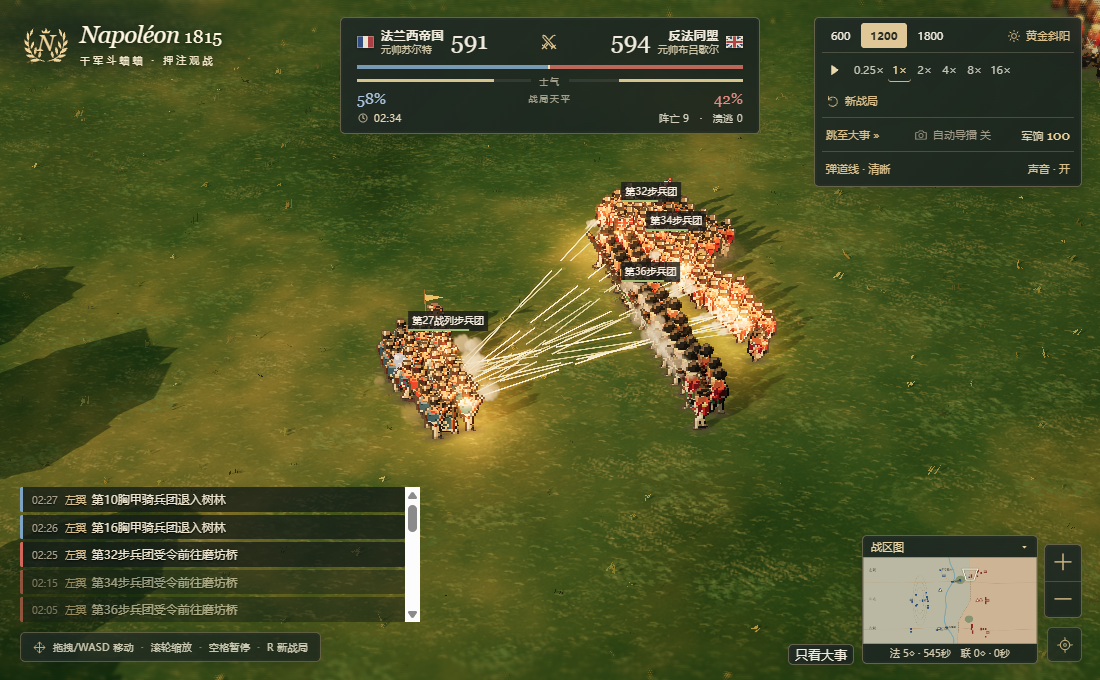 N
Napoléon 1815
千军斗蛐蛐 · 押注观战
法兰西帝国
元帅苏尔特
591
594
反法同盟
元帅布吕歇尔
士气
58%
战局天平
42%
02:34
阵亡 9 · 溃逃 0
600 1200 1800
黄金斜阳
0.25× 1× 2× 4× 8× 16×
新战局
跳至大事 »
自动导播 关
军饷 100
弹道线 · 清晰
声音 · 开
第32步兵团
第34步兵团
第36步兵团
第27战列步兵团
02:27 左翼 第10胸甲骑兵团退入树林
02:26 左翼 第16胸甲骑兵团退入树林
02:25 左翼 第32步兵团受令前往磨坊桥
02:15 左翼 第34步兵团受令前往磨坊桥
02:05 左翼 第36步兵团受令前往磨坊桥
拖拽/WASD 移动 · 滚轮缩放 · 空格暂停 · R 新战局
只看大事
战区图
法 5⋄ · 545秒 联 0⋄ · 0秒